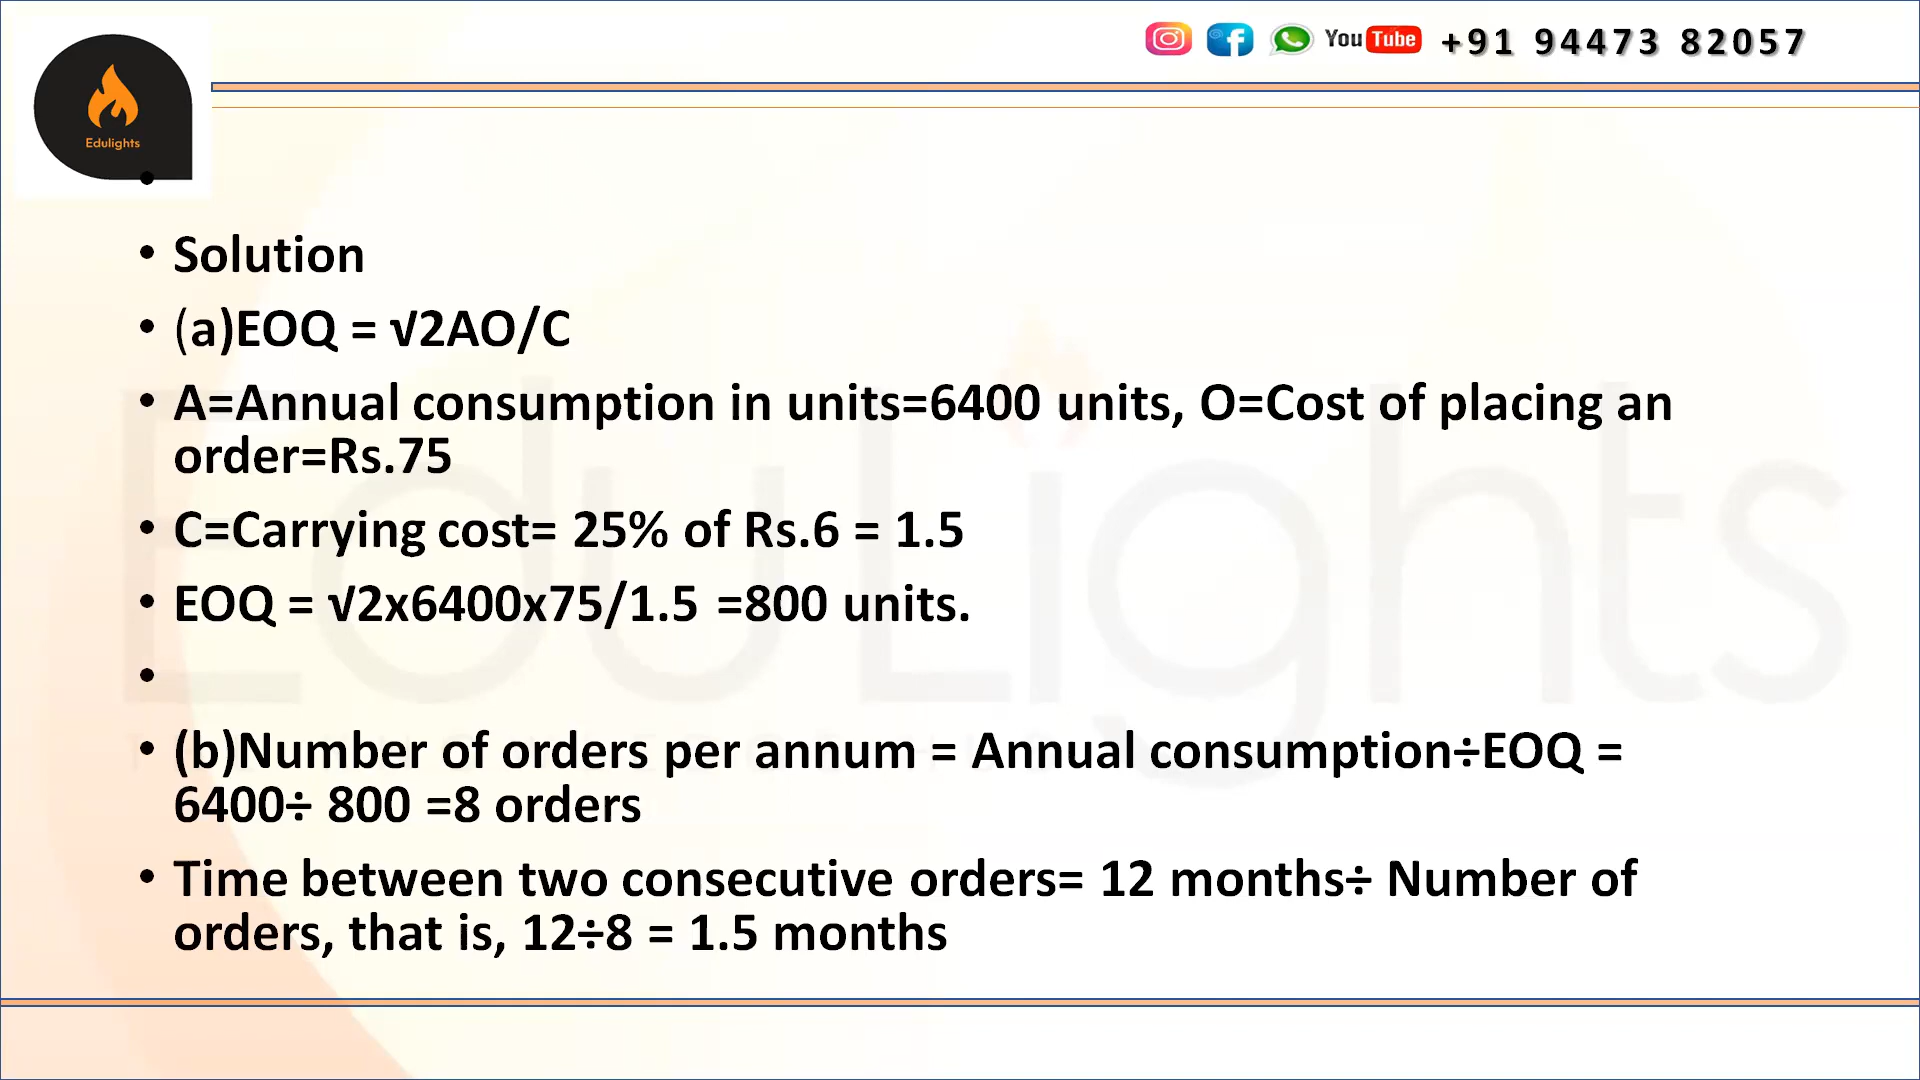 You Tube +91 94473 82057
Edulights
•
• Solution
• (a)EOQ = √2AO/C
• A=Annual consumption in units=6400 units, O=Cost of placing an
order=Rs.75
• C=Carrying cost= 25% of Rs.6 = 1.5
• EOQ = √2x6400x75/1.5 =800 units.
•
• (b)Number of orders per annum = Annual consumption÷EOQ =
6400÷ 800 =8 orders
• Time between two consecutive orders= 12 months÷ Number of
orders, that is, 12÷8 = 1.5 months
EduLights